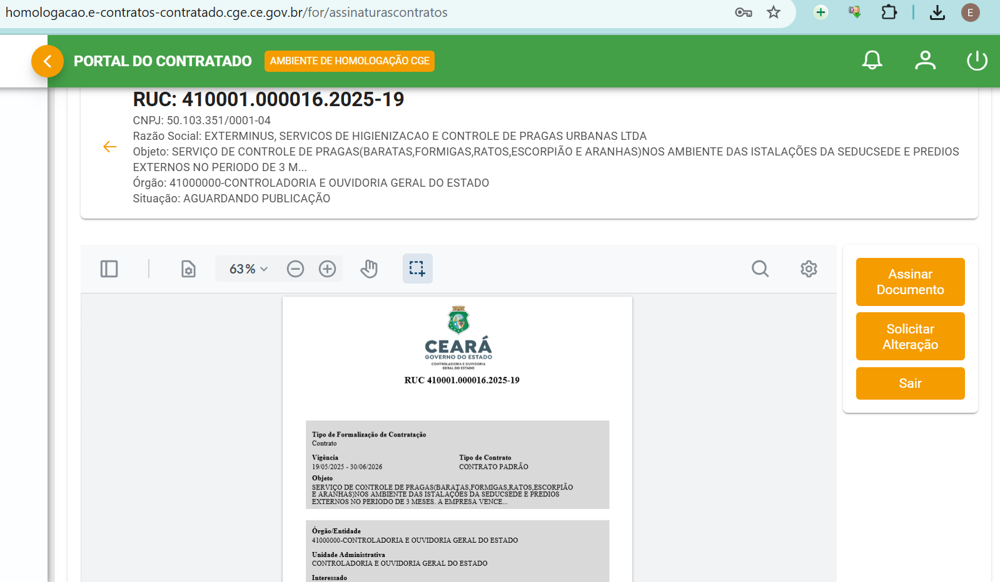 homologacao.e-contratos-contratado.cge.ce.gov.br/for/assinaturascontratos
E
PORTAL DO CONTRATADO
AMBIENTE DE HOMOLOGAÇÃO CGE
RUC: 410001.000016.2025-19
CNPJ: 50.103.351/0001-04
Razão Social: EXTERMINUS, SERVICOS DE HIGIENIZACAO E CONTROLE DE PRAGAS URBANAS LTDA
Objeto: SERVIÇO DE CONTROLE DE PRAGAS(BARATAS,FORMIGAS,RATOS,ESCORPIÃO E ARANHAS)NOS AMBIENTE DAS ISTALAÇÕES DA SEDUCSEDE E PREDIOS
EXTERNOS NO PERIODO DE 3 M...
Órgão: 41000000-CONTROLADORIA E OUVIDORIA GERAL DO ESTADO
Situação: AGUARDANDO PUBLICAÇÃO
63%
Assinar
Documento
Solicitar
Alteração
Sair
CEARÁ
GOVERNO DO ESTADO
CONTROLADORIA E OUVIDORIA
GERAL DO ESTADO
RUC 410001.000016.2025-19
Tipo de Formalização de Contratação
Contrato
Vigência
19/05/2025 - 30/06/2026
Tipo de Contrato
CONTRATO PADRÃO
Objeto
SERVIÇO DE CONTROLE DE PRAGAS(BARATAS,FORMIGAS,RATOS,ESCORPIÃO
E ARANHAS)NOS AMBIENTE DAS ISTALAÇÕES DA SEDUCSEDE E PREDIOS
EXTERNOS NO PERIODO DE 3 MESES. A EMPRESA VENCE...
Órgão/Entidade
41000000-CONTROLADORIA E OUVIDORIA GERAL DO ESTADO
Unidade Administrativa
CONTROLADORIA E OUVIDORIA GERAL DO ESTADO
Interessado